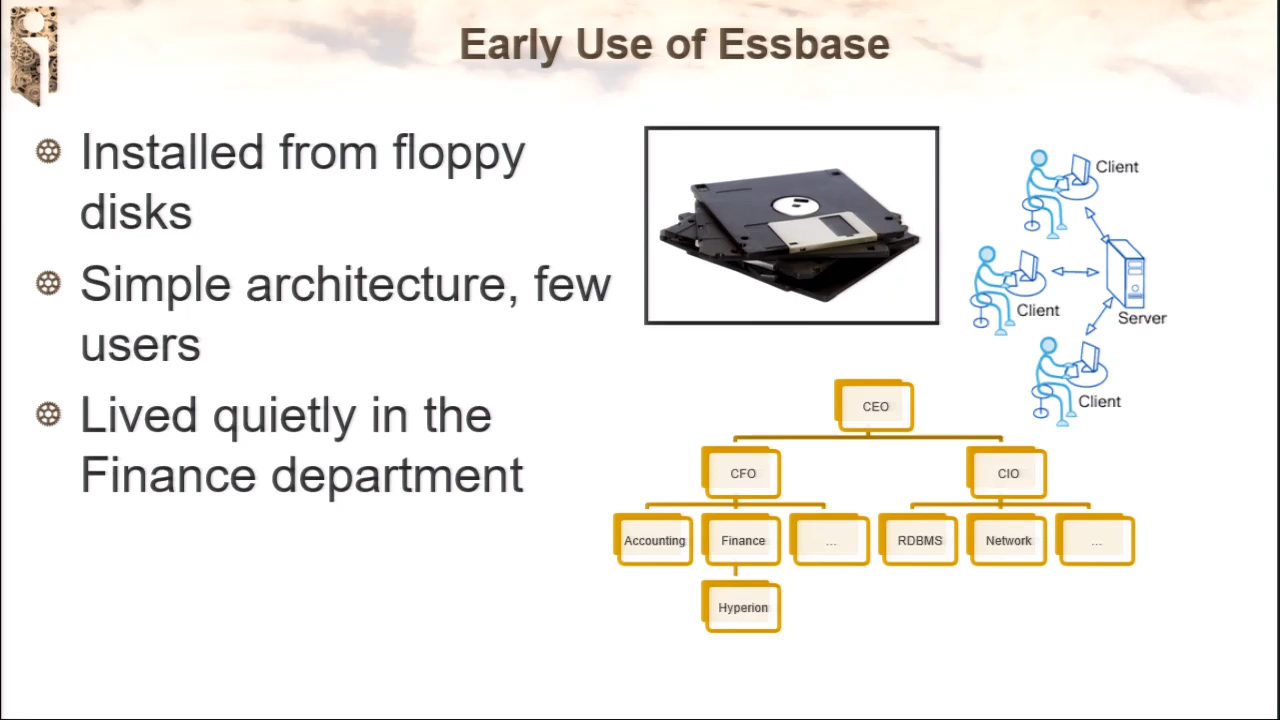 Early Use of Essbase
Installed from floppy
disks
Simple architecture, few
users
Lived quietly in the
Finance department
Client
Client
Server
Client
CEO
CFO
CIO
Accounting
Finance
...
RDBMS
Network
...
Hyperion